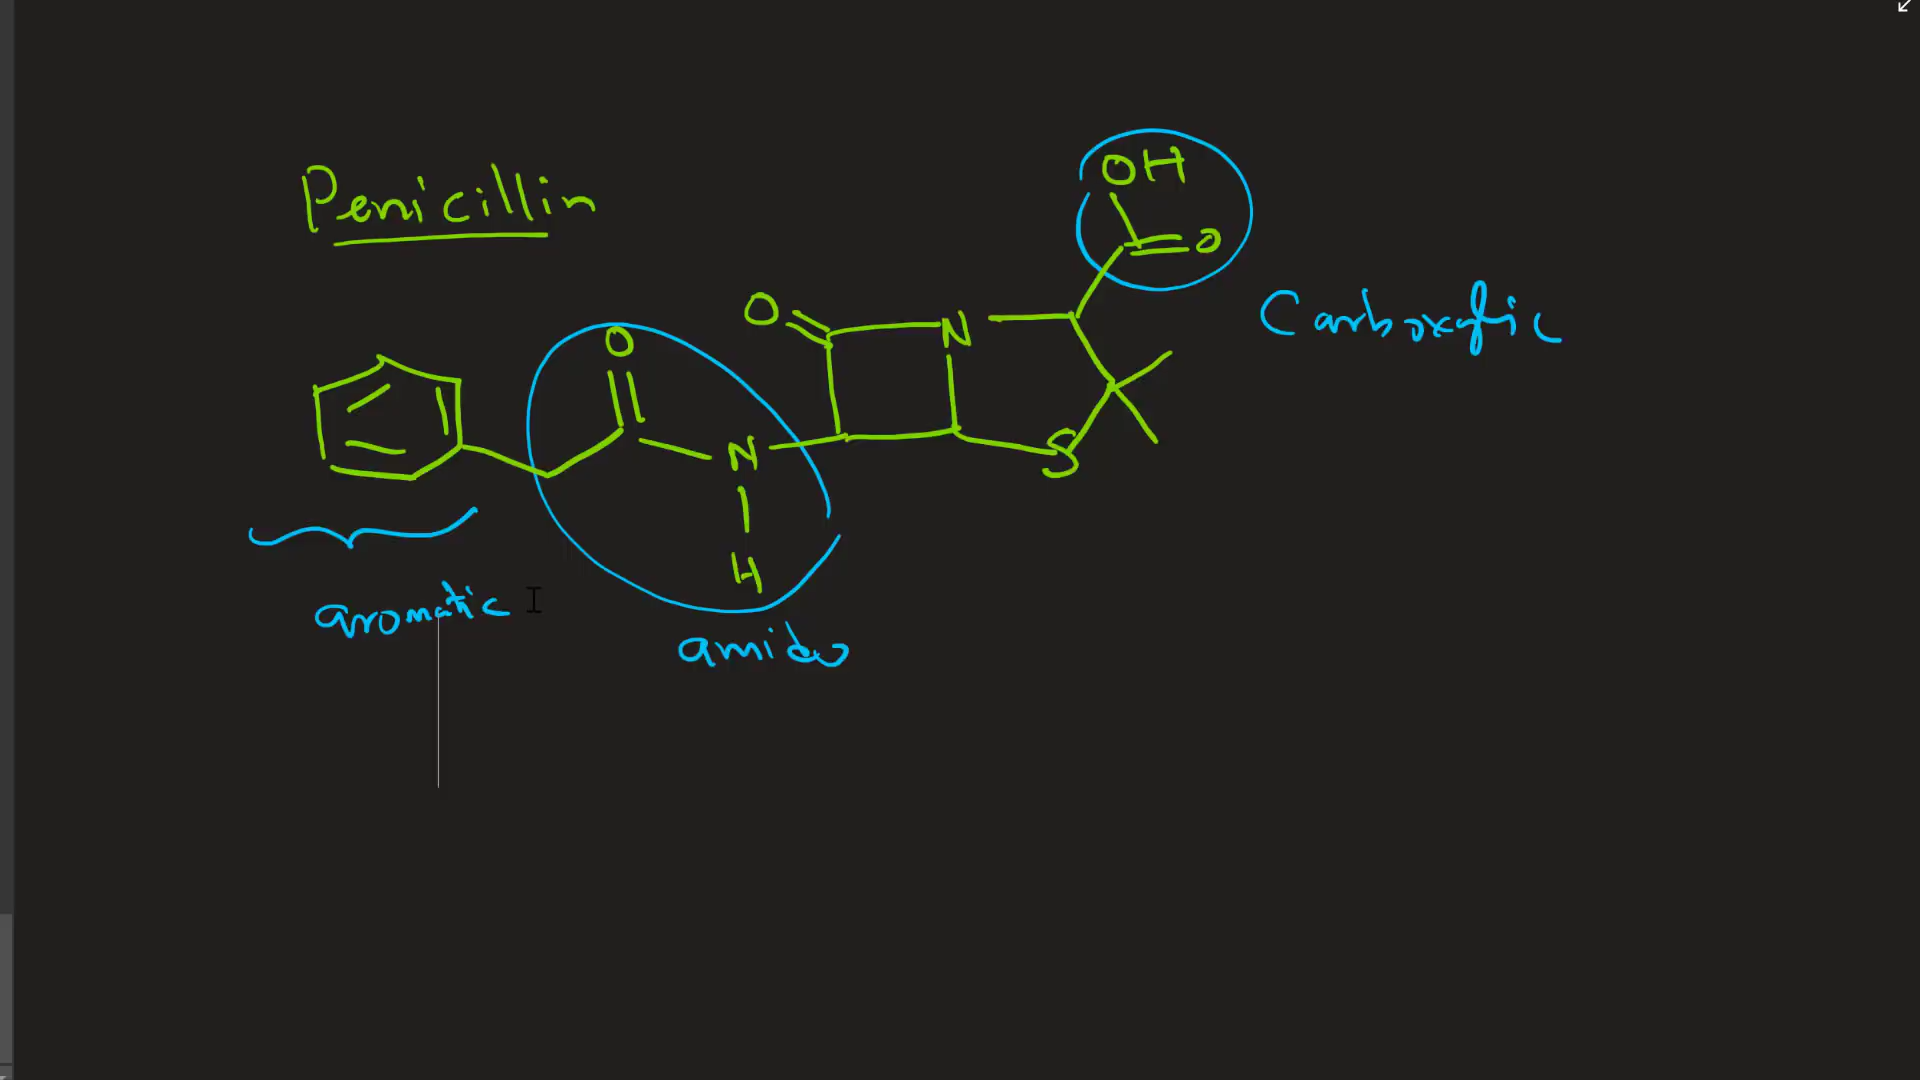 Penicillin
OH
O
O
N
Carboxylic
O
N
S
H
aromatic
amide